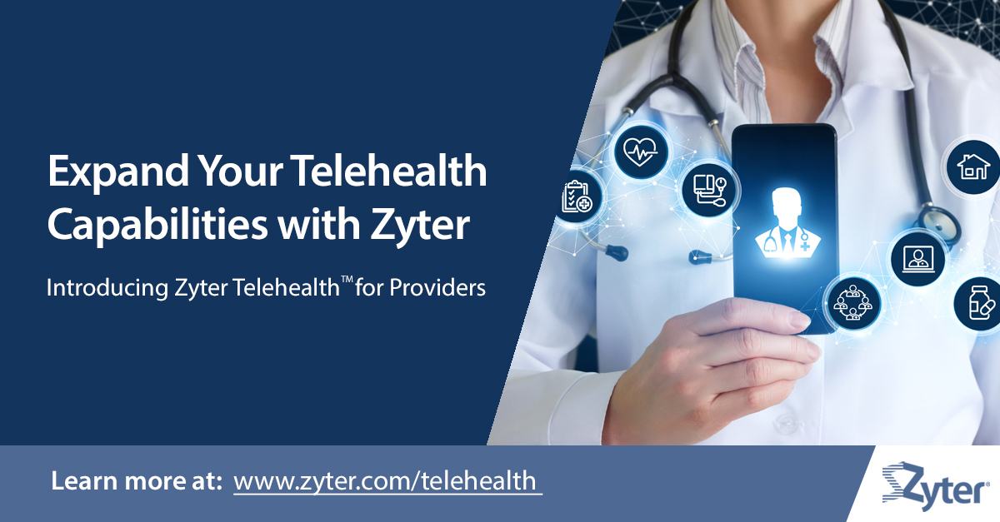 Expand Your Telehealth
Capabilities with Zyter
Introducing Zyter Telehealth™ for Providers
Learn more at: www.zyter.com/telehealth
Zyter®